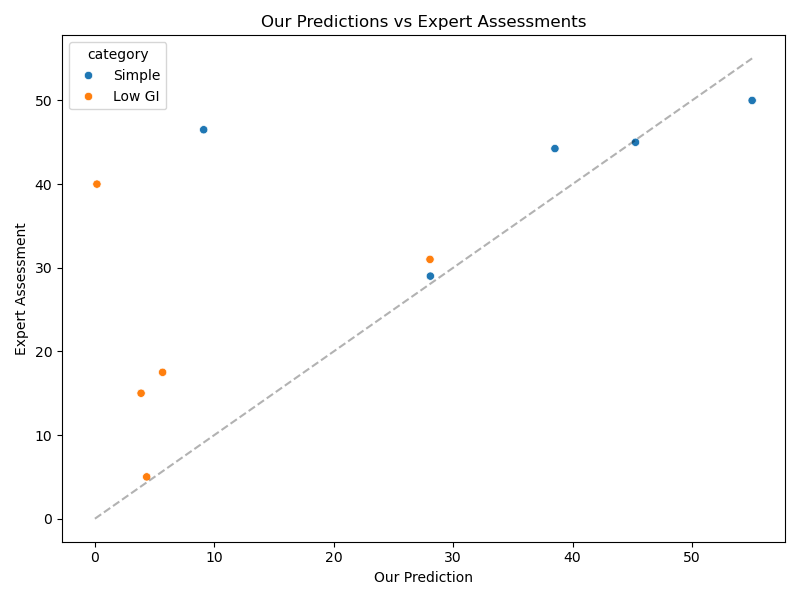 Our Predictions vs Expert Assessments
category
Simple
Low GI
Expert Assessment
50
40
30
20
10
0
0 10 20 30 40 50
Our Prediction